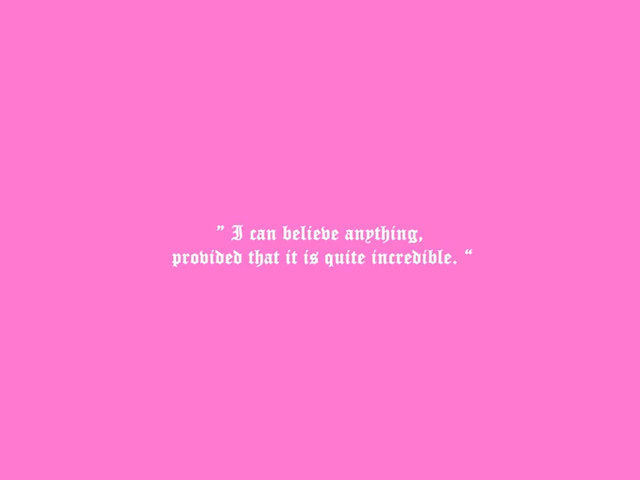 ” I can believe anything,
provided that it is quite incredible. “